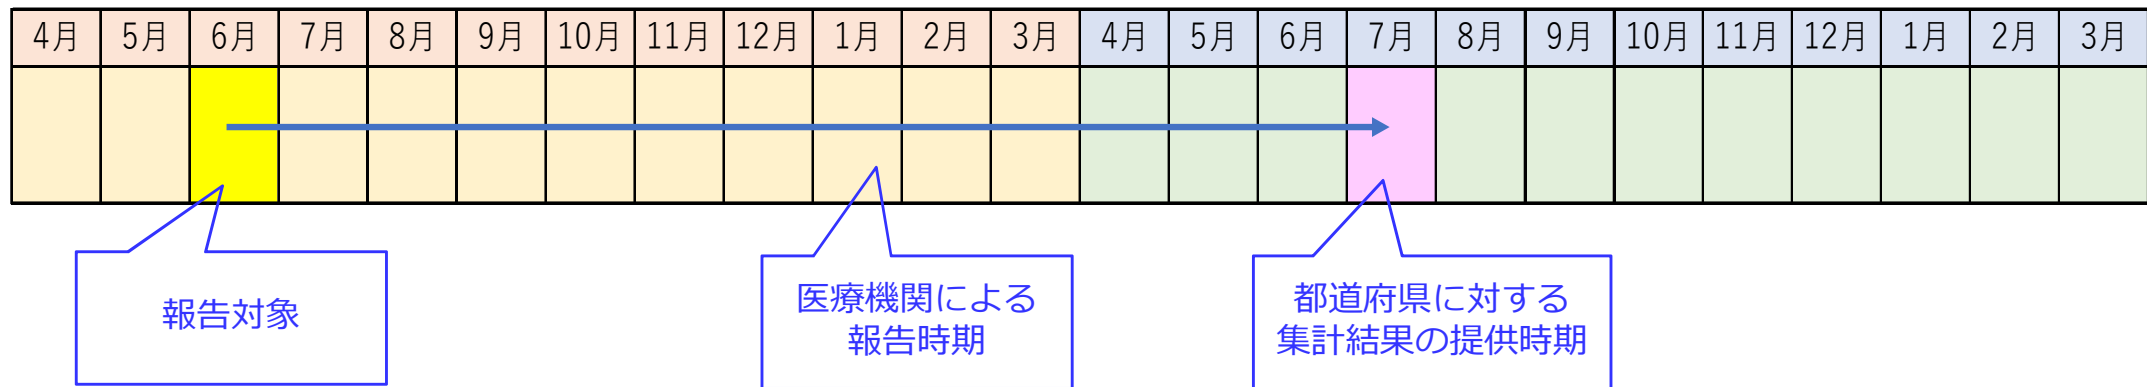 4月 5月 6月 7月 8月 9月 10月 11月 12月 1月 2月 3月 4月 5月 6月 7月 8月 9月 10月 11月 12月 1月 2月 3月
報告対象
医療機関による
報告時期
都道府県に対する
集計結果の提供時期